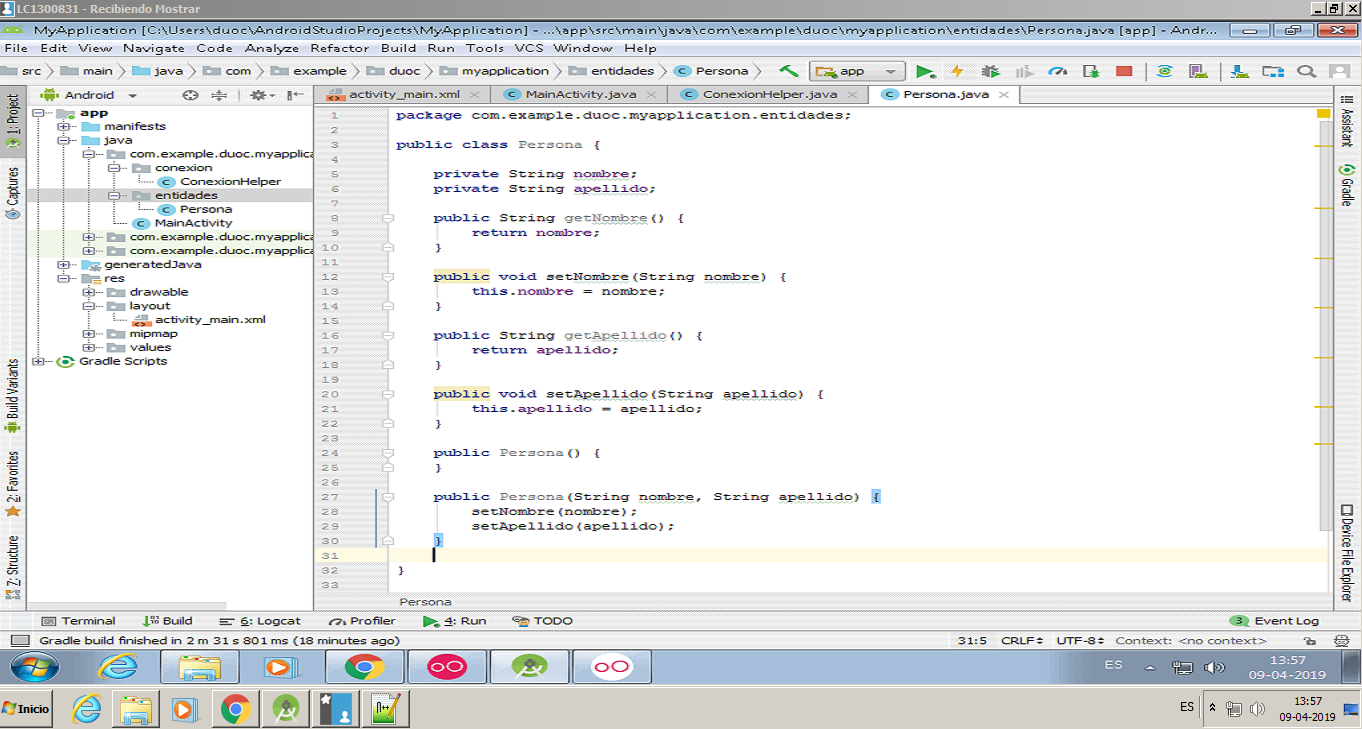 LC1300831 - Recibiendo Mostrar
MyApplication [C:\Users\duoc\AndroidStudioProjects\MyApplication] - ...\app\src\main\java\com\example\duoc\myapplication\entidades\Persona.java [app] - Andr...
File Edit View Navigate Code Analyze Refactor Build Run Tools VCS Window Help
src main java com example duoc myapplication entidades Persona app
Android
activity_main.xml MainActivity.java ConexionHelper.java Persona.java
1: Project
Captures
Build Variants
2: Favorites
Z: Structure
app
manifests
java
com.example.duoc.myapplica
conexion
ConexionHelper
entidades
Persona
MainActivity
com.example.duoc.myapplica
com.example.duoc.myapplica
generatedJava
res
drawable
layout
activity_main.xml
mipmap
values
Gradle Scripts
1 package com.example.duoc.myapplication.entidades;
2
3 public class Persona {
4
5 private String nombre;
6 private String apellido;
7
8 public String getNombre() {
9 return nombre;
10 }
11
12 public void setNombre(String nombre) {
13 this.nombre = nombre;
14 }
15
16 public String getApellido() {
17 return apellido;
18 }
19
20 public void setApellido(String apellido) {
21 this.apellido = apellido;
22 }
23
24 public Persona() {
25 }
26
27 public Persona(String nombre, String apellido) {
28 setNombre(nombre);
29 setApellido(apellido);
30 }
31
32 }
33
Persona
Assistant
Gradle
Device File Explorer
Terminal Build 6: Logcat Profiler 4: Run TODO 3 Event Log
Gradle build finished in 2 m 31 s 801 ms (18 minutes ago) 31:5 CRLF UTF-8 Context: <no context>
ES 13:57
09-04-2019
Inicio ES 13:57
09-04-2019